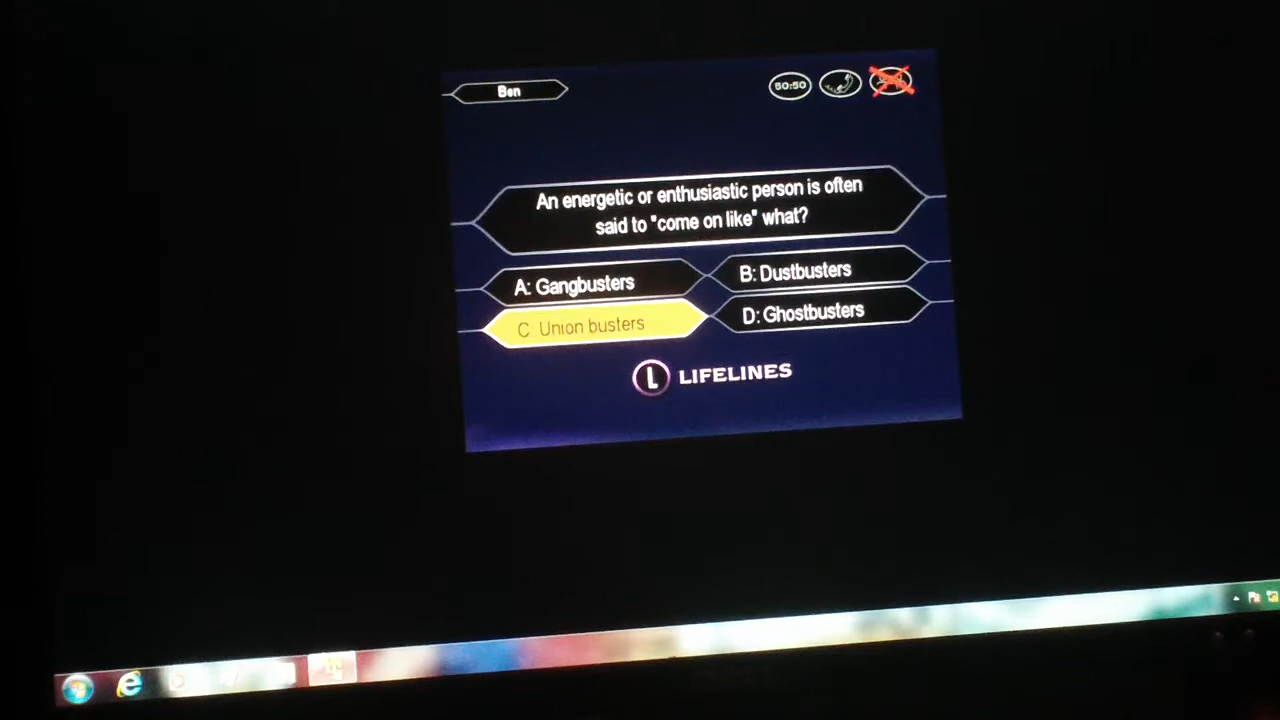 Ben
50:50
An energetic or enthusiastic person is often
said to "come on like" what?
A: Gangbusters
B: Dustbusters
C Union busters
D: Ghostbusters
L LIFELINES